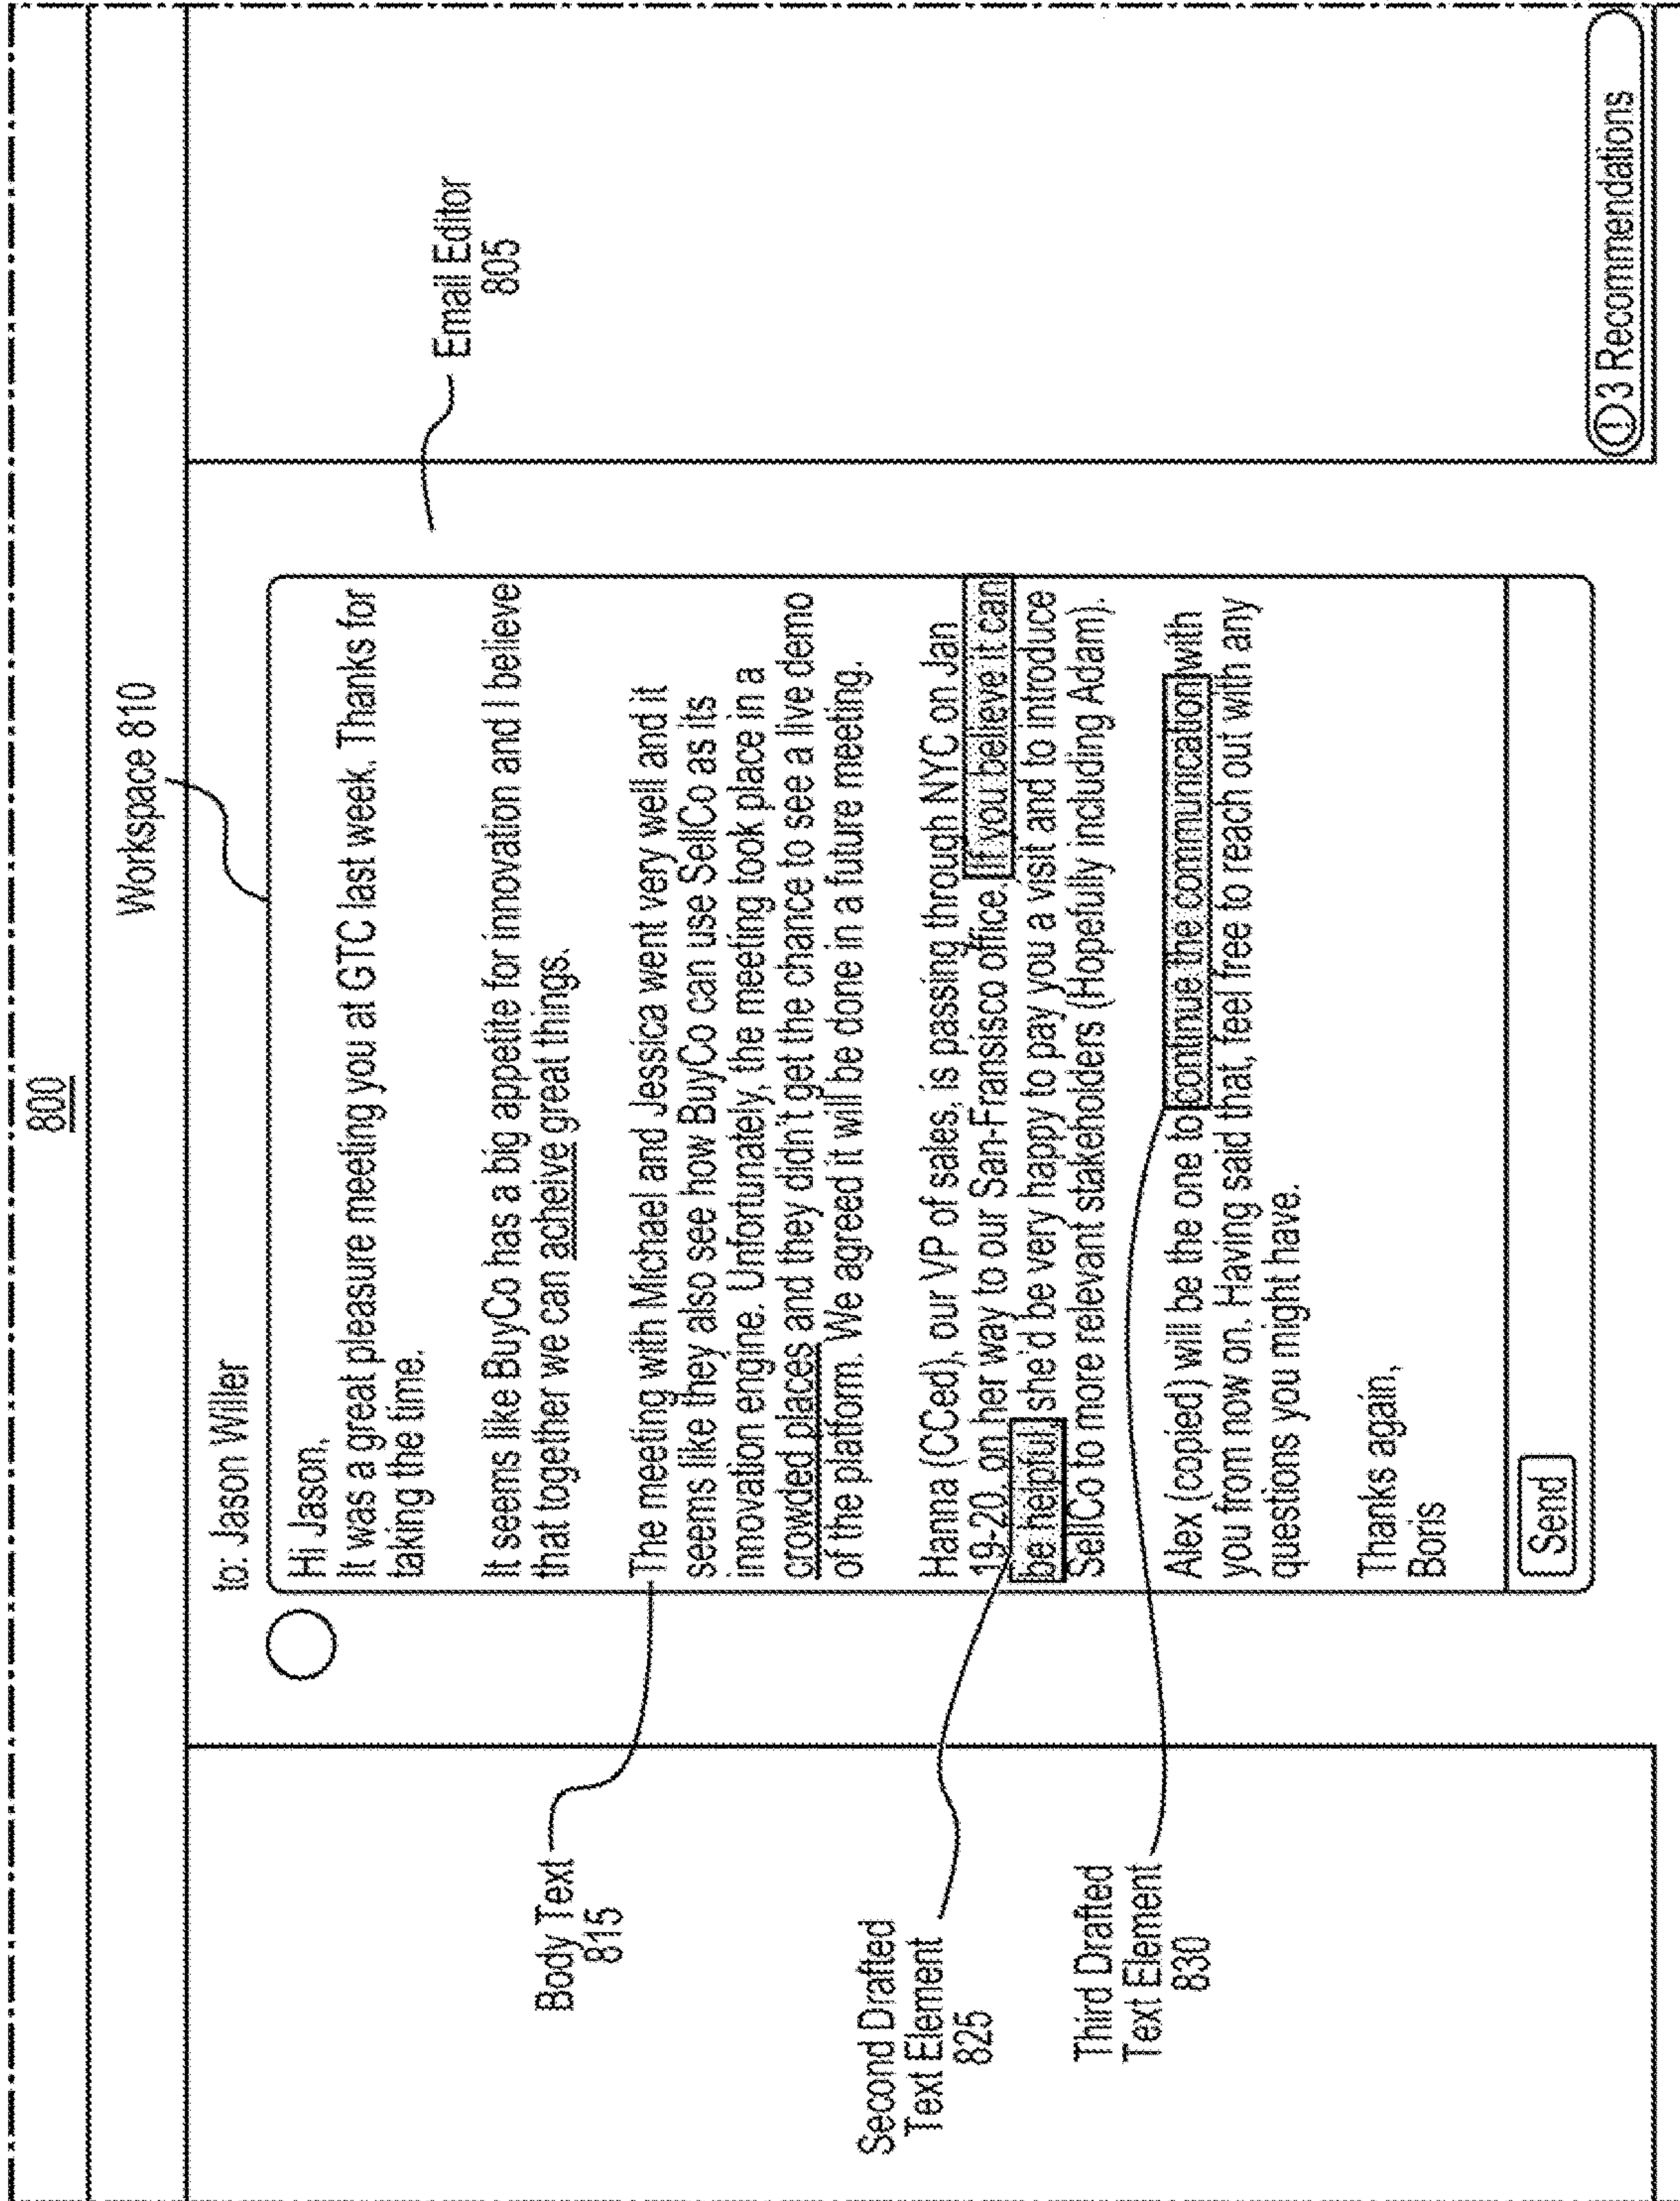 800
Workspace 810
to: Jason Willer
Email Editor
805
Hi Jason,
It was a great pleasure meeting you at GTC last week. Thanks for
taking the time.
It seems like BuyCo has a big appetite for innovation and I believe
that together we can acheive great things.
Body Text
815
The meeting with Michael and Jessica went very well and it
seems like they also see how BuyCo can use SellCo as its
innovation engine. Unfortunately, the meeting took place in a
crowded places and they didn't get the chance to see a live demo
of the platform. We agreed it will be done in a future meeting.
Second Drafted
Text Element
825
Hanna (CCed), our VP of sales, is passing through NYC on Jan
19-20, on her way to our San-Fransisco office. If you believe it can
be helpful, she'd be very happy to pay you a visit and to introduce
SellCo to more relevant stakeholders (Hopefully including Adam).
Third Drafted
Text Element
830
Alex (copied) will be the one to continue the communication with
you from now on. Having said that, feel free to reach out with any
questions you might have.
Thanks again,
Boris
Send
! 3 Recommendations